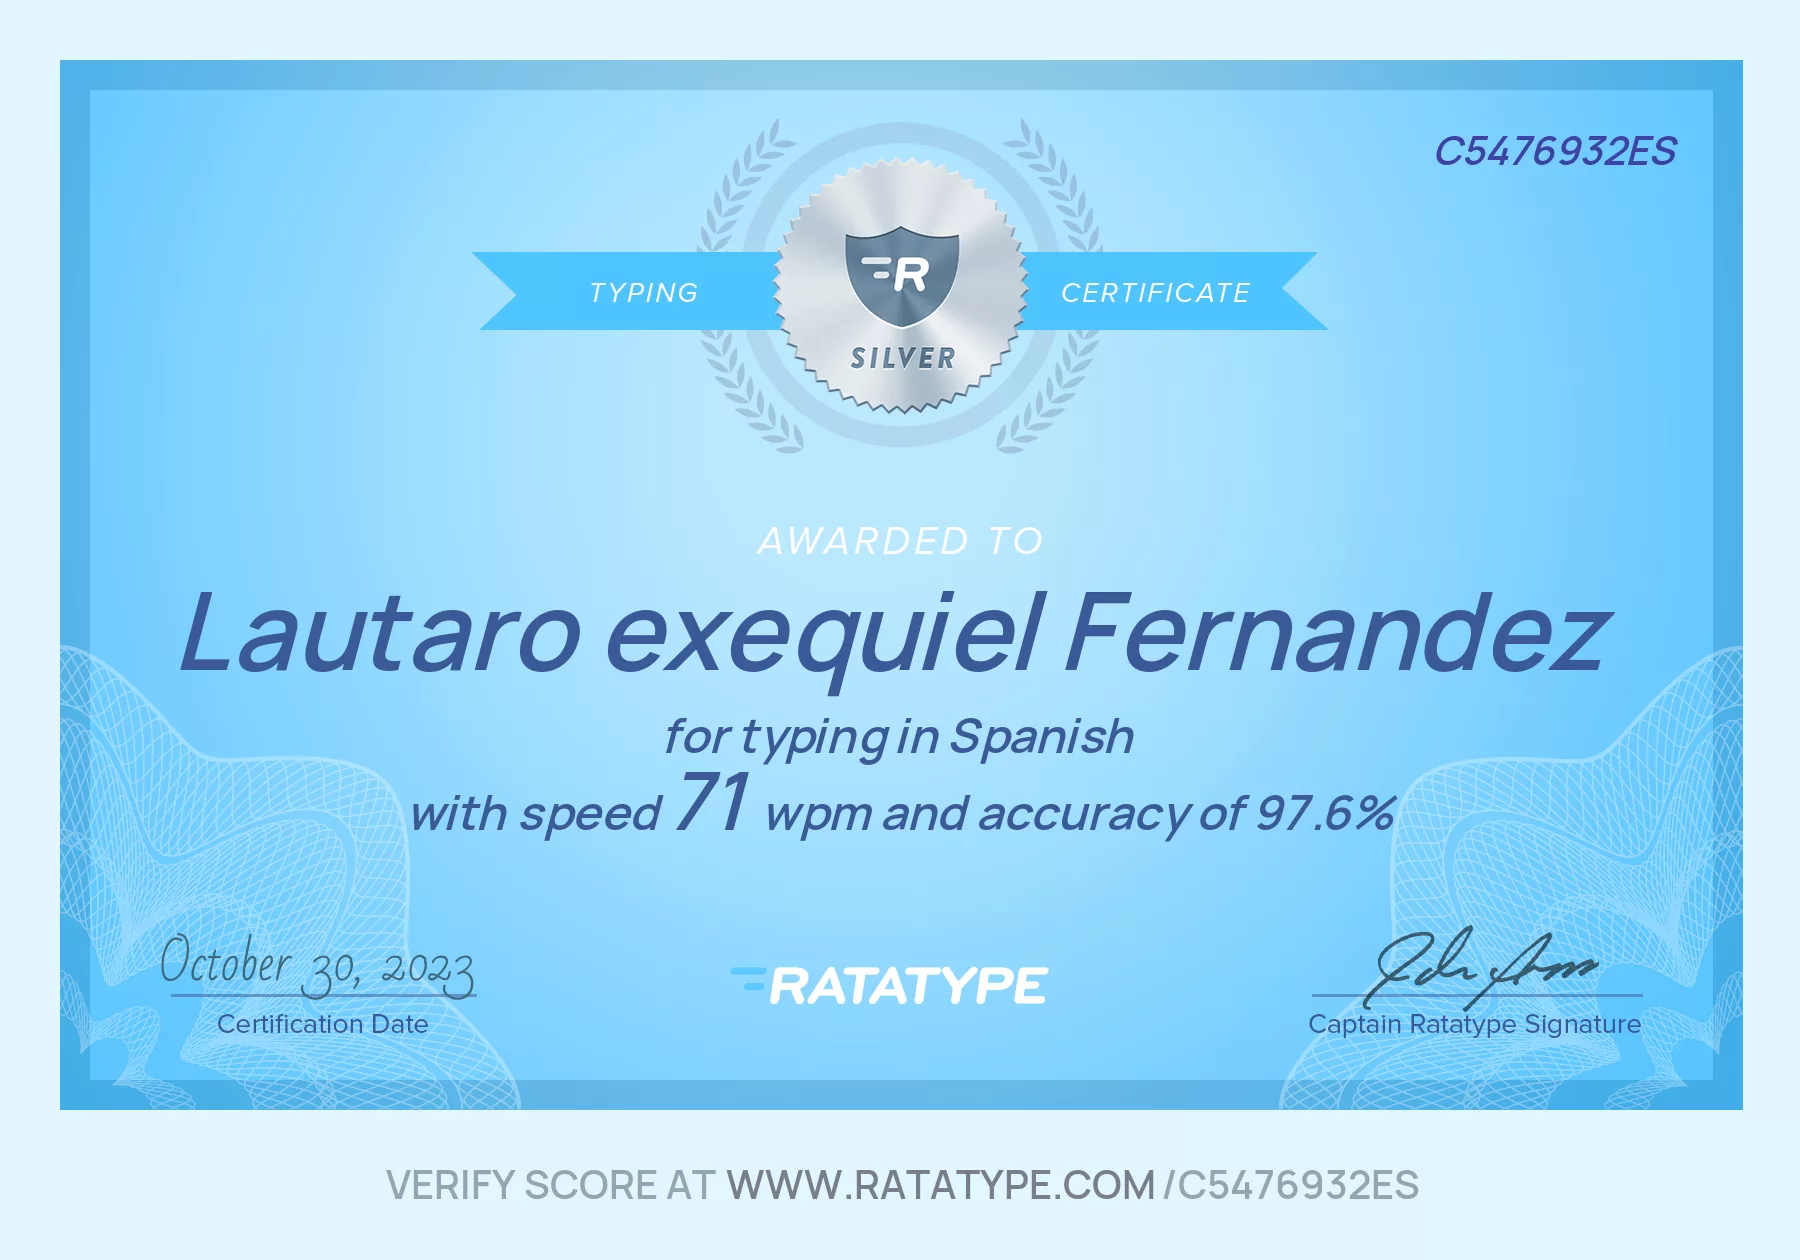 C5476932ES
TYPING
CERTIFICATE
R
SILVER
AWARDED TO
Lautaro exequiel Fernandez
for typing in Spanish
with speed 71 wpm and accuracy of 97.6%
October 30, 2023
Certification Date
RATATYPE
Captain Ratatype Signature
VERIFY SCORE AT WWW.RATATYPE.COM/C5476932ES